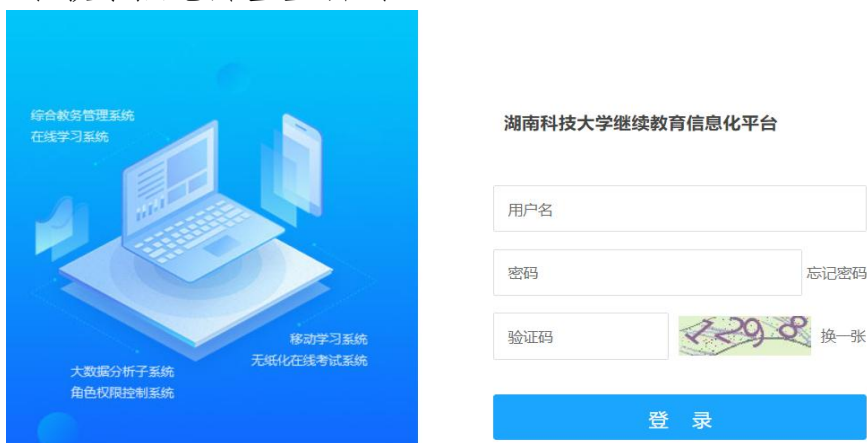 综合教务管理系统
在线学习系统
移动学习系统
无纸化在线考试系统
大数据分析子系统
角色权限控制系统
湖南科技大学继续教育信息化平台
用户名
密码
忘记密码
验证码
1298
换一张
登 录